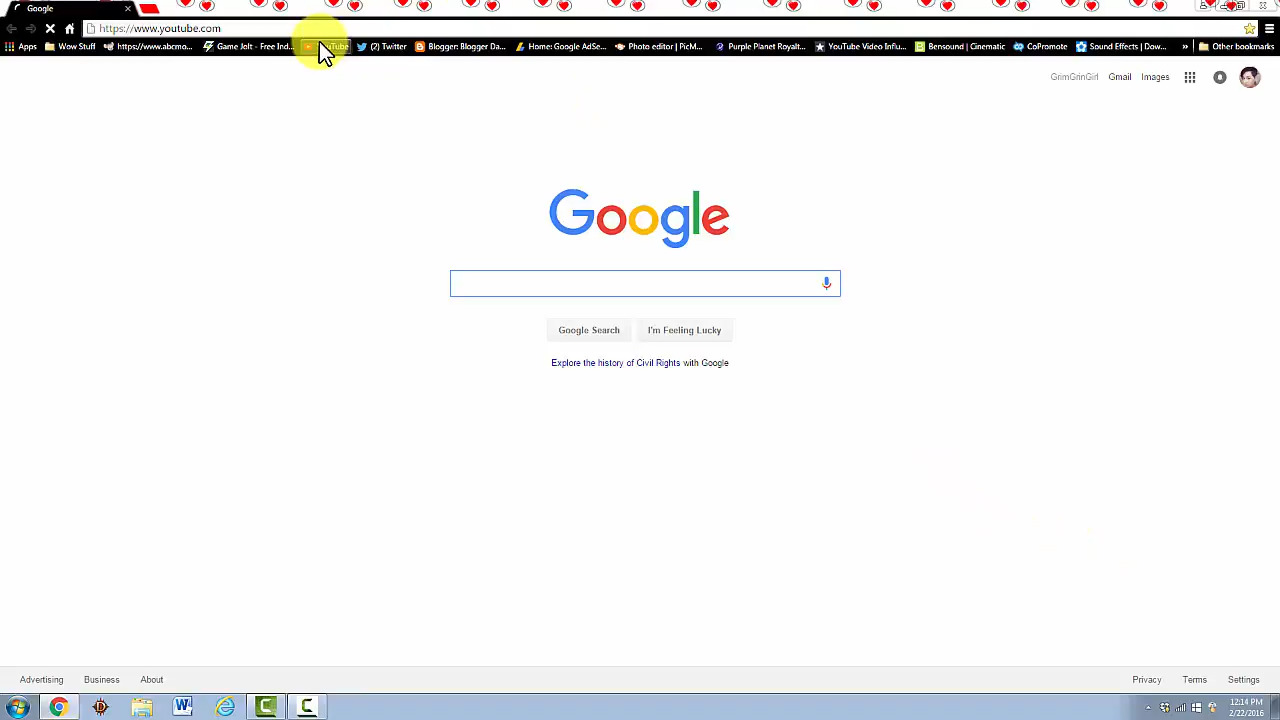 Google
https://www.youtube.com
Apps Wow Stuff https://www.abcmo... Game Jolt - Free Ind... YouTube (2) Twitter Blogger: Blogger Da... Home: Google AdSe... Photo editor | PicM... Purple Planet Royalt... YouTube Video Influ... Bensound | Cinematic CoPromote Sound Effects | Dow... » Other bookmarks
GrimGrinGirl Gmail Images
Google
Google Search I'm Feeling Lucky
Explore the history of Civil Rights with Google
Advertising Business About Privacy Terms Settings
12:14 PM
2/22/2016